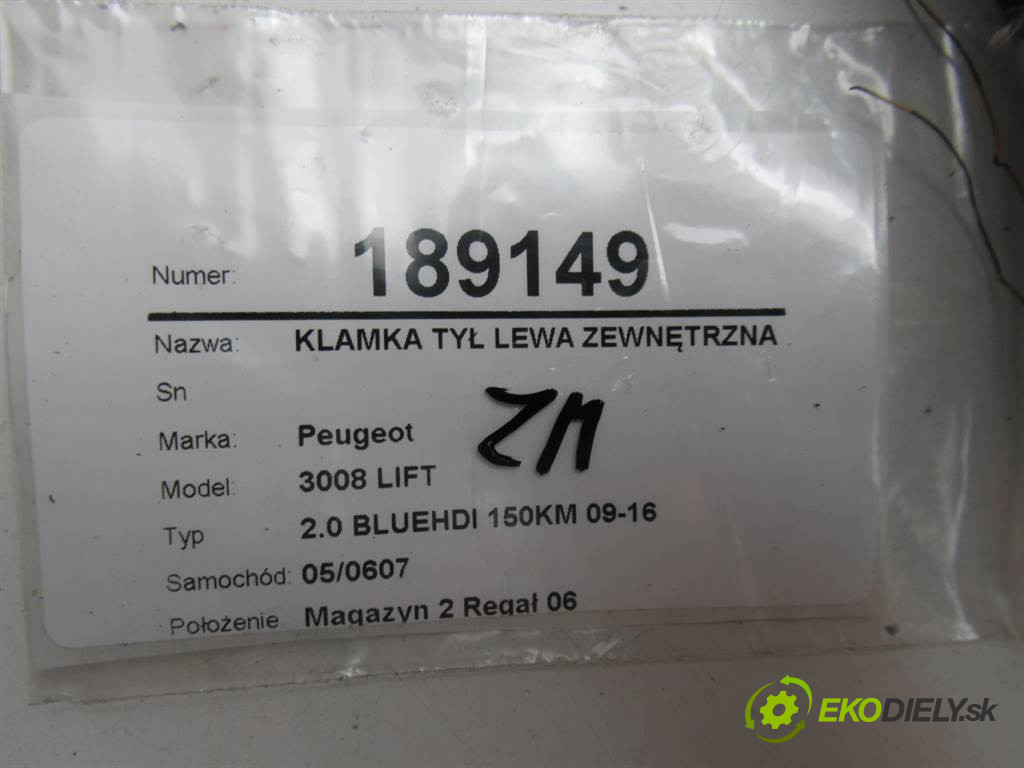 Numer: 189149
Nazwa: KLAMKA TYŁ LEWA ZEWNĘTRZNA
Sn
Marka: Peugeot
ZM
Model: 3008 LIFT
Typ 2.0 BLUEHDI 150KM 09-16
Samochód: 05/0607
Położenie Magazyn 2 Regał 06
EKODIELY.sk